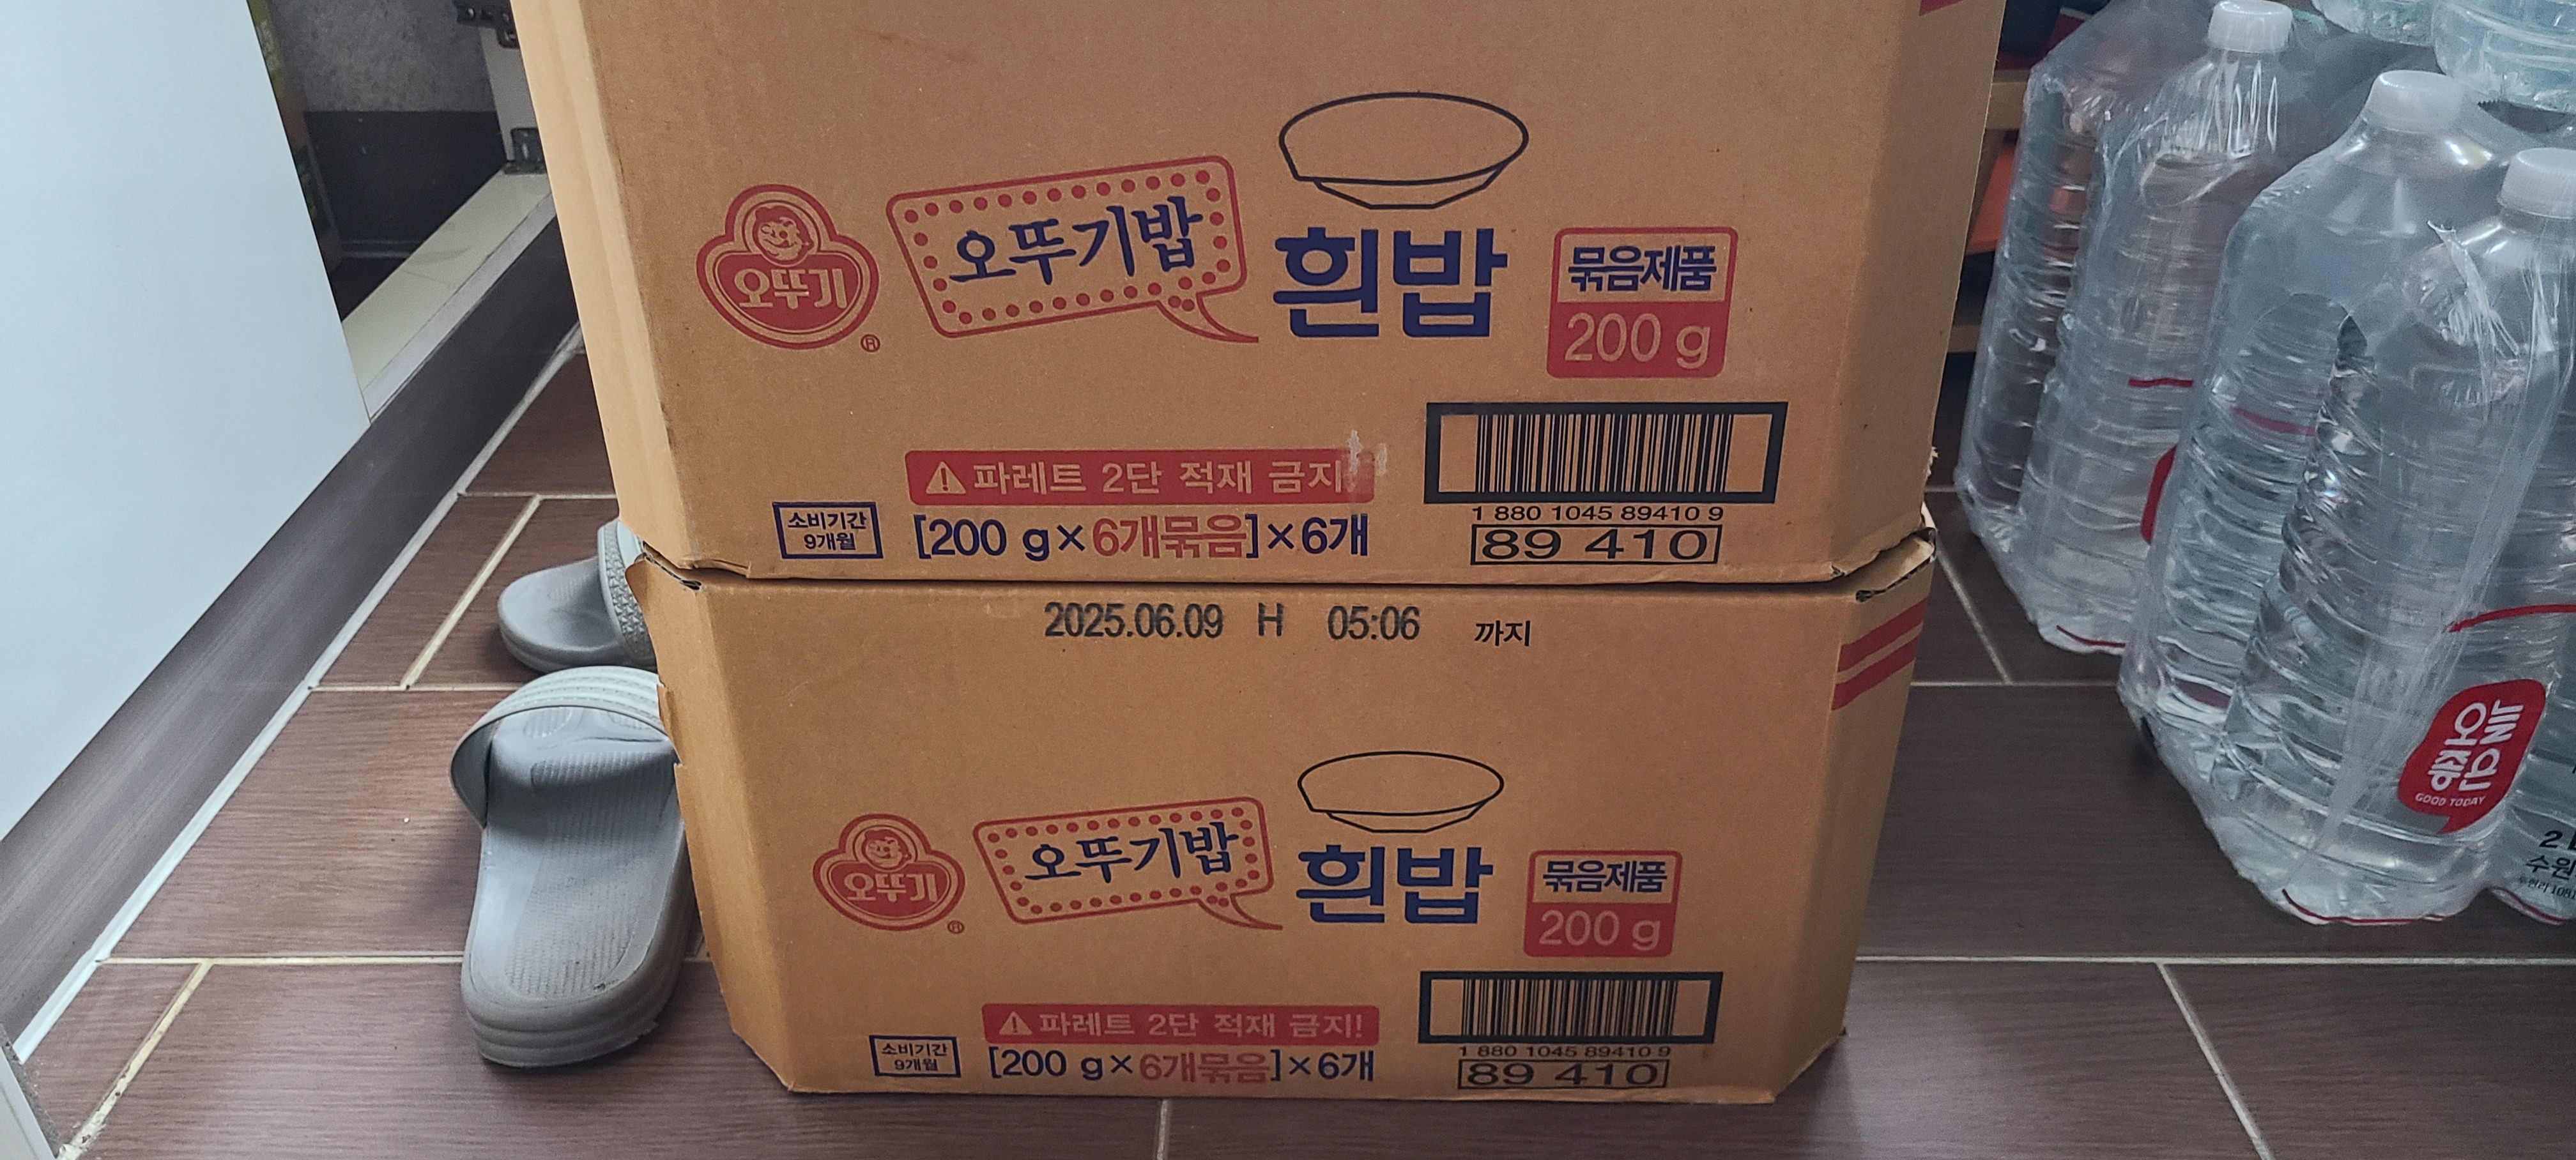 오뚜기
®
오뚜기밥
흰밥
묶음제품
200 g
파레트 2단 적재 금지
소비기간
9개월
[200 g×6개묶음]×6개
1 880 1045 89410 9
89 410
2025.06.09 H 05:06 까지
오뚜기
®
오뚜기밥
흰밥
묶음제품
200 g
파레트 2단 적재 금지!
소비기간
9개월
[200 g×6개묶음]×6개
1 880 1045 89410 9
89 410
오늘
좋은
GOOD TODAY
수원